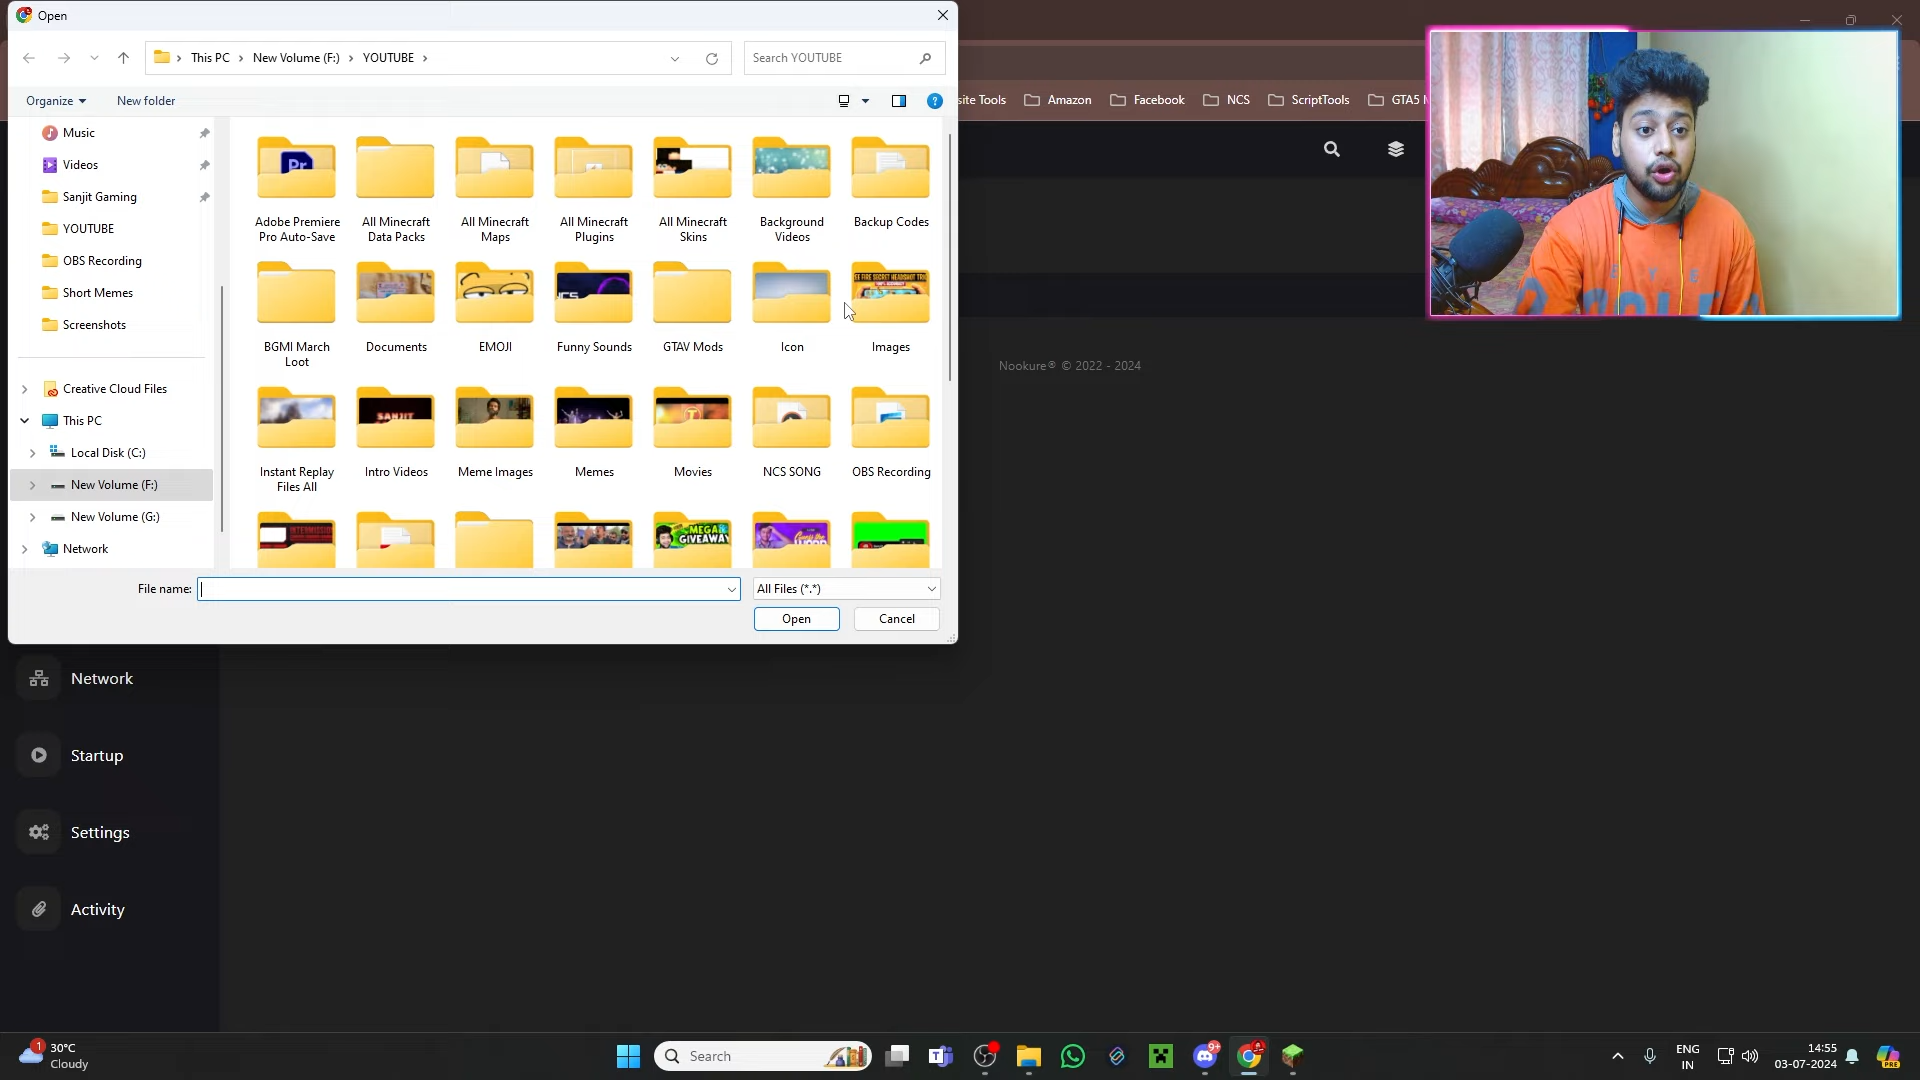 Open
This PC › New Volume (F:) › YOUTUBE ›
Search YOUTUBE
Organize
New folder
site Tools
Amazon
Facebook
NCS
ScriptTools
Music
Videos
Sanjit Gaming
YOUTUBE
OBS Recording
Short Memes
Screenshots
Creative Cloud Files
This PC
Local Disk (C:)
New Volume (F:)
New Volume (G:)
Network
Pr
Adobe Premiere
Pro Auto-Save
All Minecraft
Data Packs
All Minecraft
Maps
All Minecraft
Plugins
All Minecraft
Skins
Background
Videos
Backup Codes
BGMI March
Loot
Documents
EMOJI
Funny Sounds
GTAV Mods
Icon
Images
SANJIT
Instant Replay
Files All
Intro Videos
Meme Images
Memes
Movies
NCS SONG
OBS Recording
MEGA
GIVEAWAY
File name:
All Files (*.*)
Open
Cancel
Nookure® © 2022 - 2024
Network
Startup
Settings
Activity
1
30°C
Cloudy
Search
9+
ENG
IN
14:55
03-07-2024
PRE